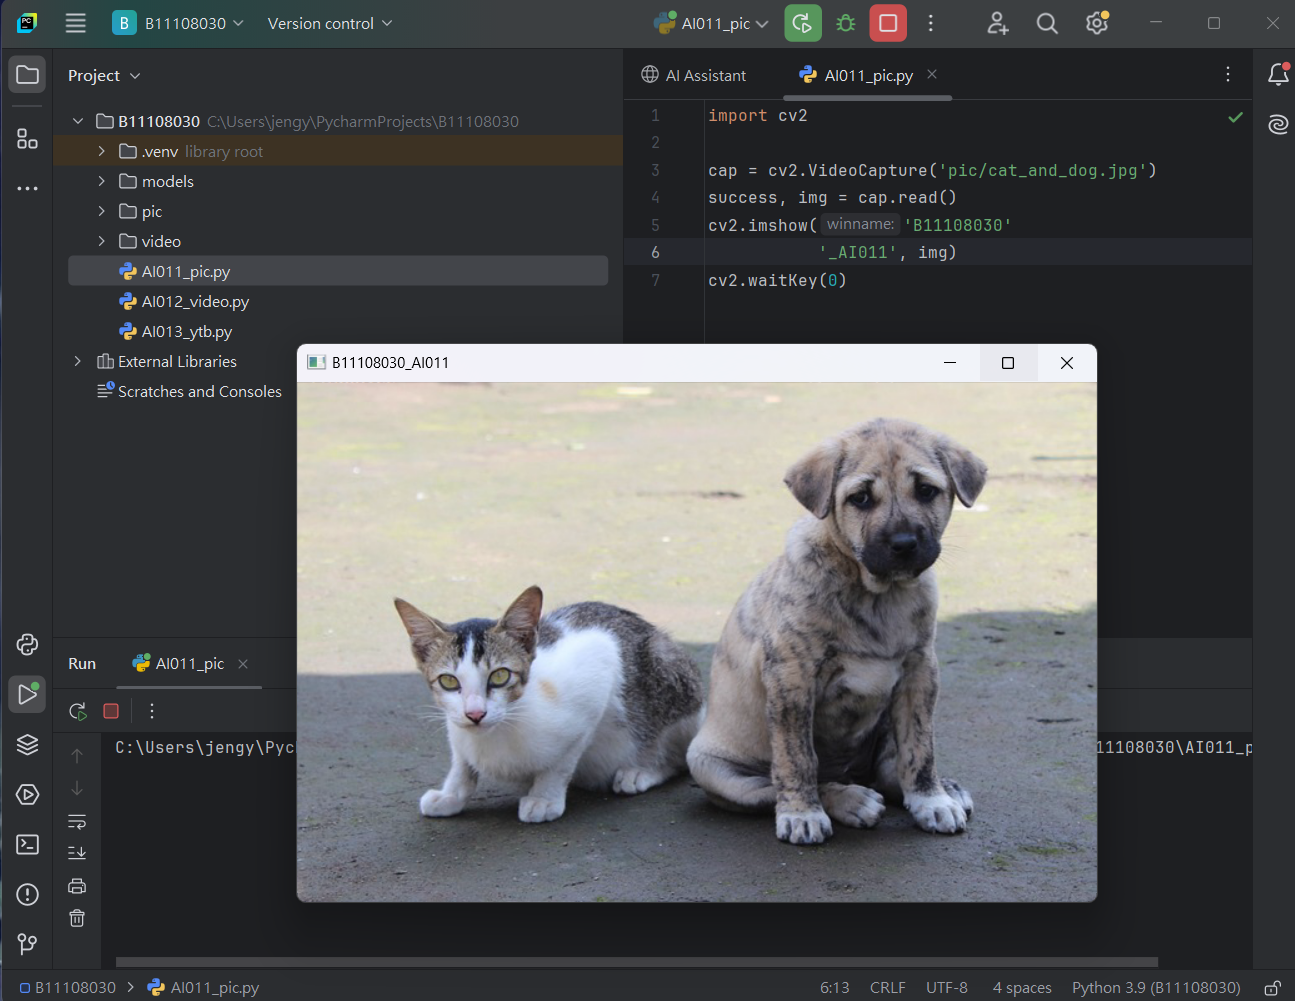 B B11108030 Version control AI011_pic
Project
AI Assistant AI011_pic.py
B11108030 C:\Users\jengy\PycharmProjects\B11108030
.venv library root
models
pic
video
AI011_pic.py
AI012_video.py
AI013_ytb.py
External Libraries
Scratches and Consoles
1 import cv2
2
3 cap = cv2.VideoCapture('pic/cat_and_dog.jpg')
4 success, img = cap.read()
5 cv2.imshow( winname: 'B11108030'
6 '_AI011', img)
7 cv2.waitKey(0)
B11108030_AI011
Run AI011_pic
C:\Users\jengy\Pyc 11108030\AI011_p
B11108030 > AI011_pic.py 6:13 CRLF UTF-8 4 spaces Python 3.9 (B11108030)